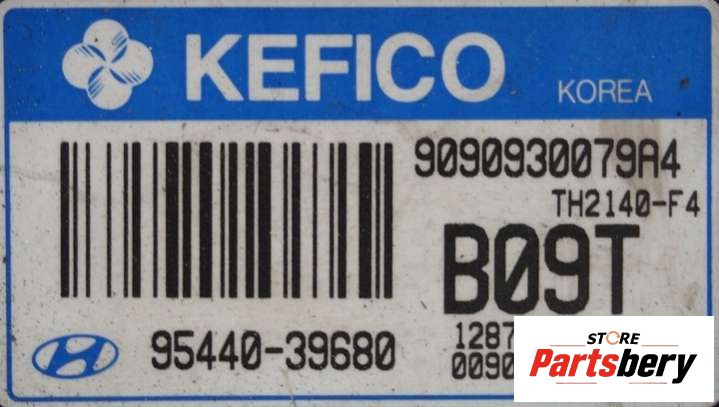 KEFICO KOREA
9090930079A4
TH2140-F4
B09T
95440-39680
1287
0090
STORE
Partsbery